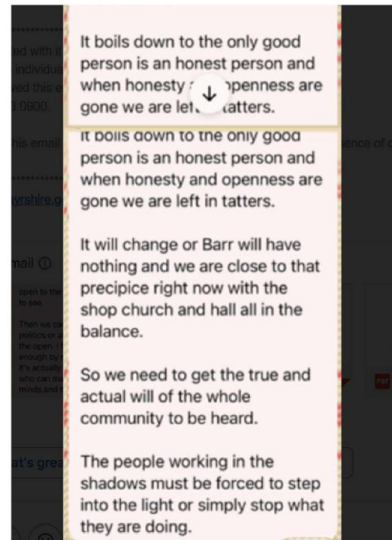 It boils down to the only good
person is an honest person and
when honesty openness are
gone we are left tatters.
It boils down to the only good
person is an honest person and
when honesty and openness are
gone we are left in tatters.
It will change or Barr will have
nothing and we are close to that
precipice right now with the
shop church and hall all in the
balance.
So we need to get the true and
actual will of the whole
community to be heard.
The people working in the
shadows must be forced to step
into the light or simply stop what
they are doing.